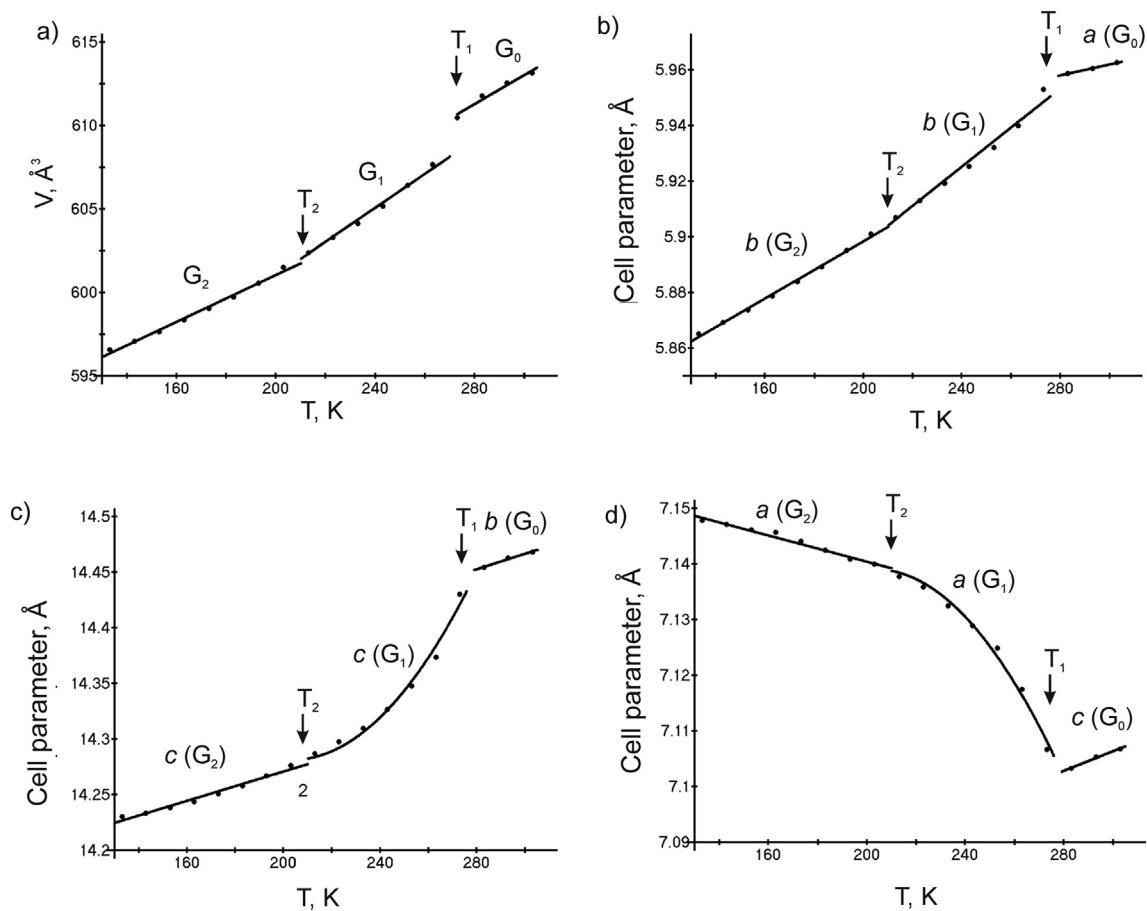 a)
V, Å³
615
610
605
600
595
160
200
240
280
T, K
G₂
T₂
G₁
T₁
G₀
b)
Cell parameter, Å
5.96
5.94
5.92
5.9
5.88
5.86
160
200
240
280
T, K
b (G₂)
T₂
b (G₁)
T₁
a (G₀)
c)
Cell parameter, Å
14.5
14.45
14.4
14.35
14.3
14.25
14.2
160
200
240
280
T, K
c (G₂)
T₂
2
c (G₁)
T₁
b (G₀)
d)
Cell parameter, Å
7.15
7.14
7.13
7.12
7.11
7.1
7.09
160
200
240
280
T, K
a (G₂)
T₂
a (G₁)
T₁
c (G₀)